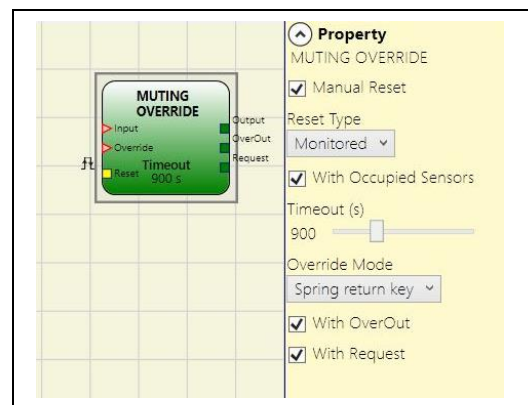 MUTING
OVERRIDE
Input
Override
Reset
Timeout
900 s
Output
OverOut
Request
Property
MUTING OVERRIDE
Manual Reset
Reset Type
Monitored
With Occupied Sensors
Timeout (s)
900
Override Mode
Spring return key
With OverOut
With Request